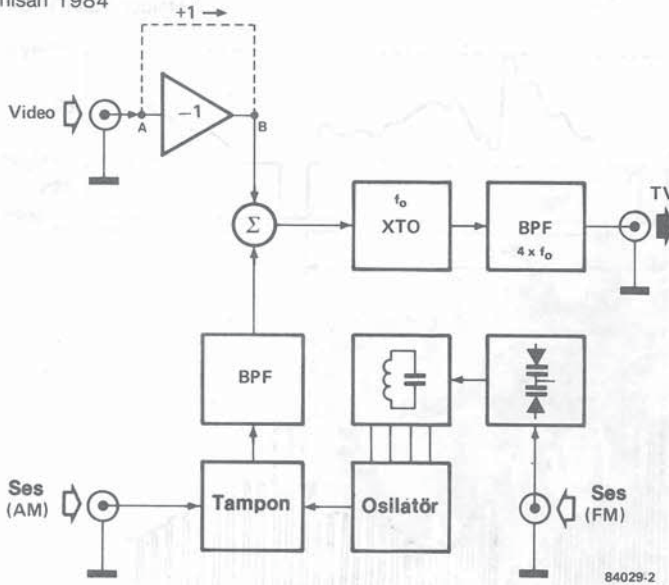 nisan 1984
+1 →
Video
A
−1
B
Σ
f₀
XTO
BPF
4 x f₀
TV
BPF
Ses
(AM)
Tampon
Osilatör
Ses
(FM)
84029-2